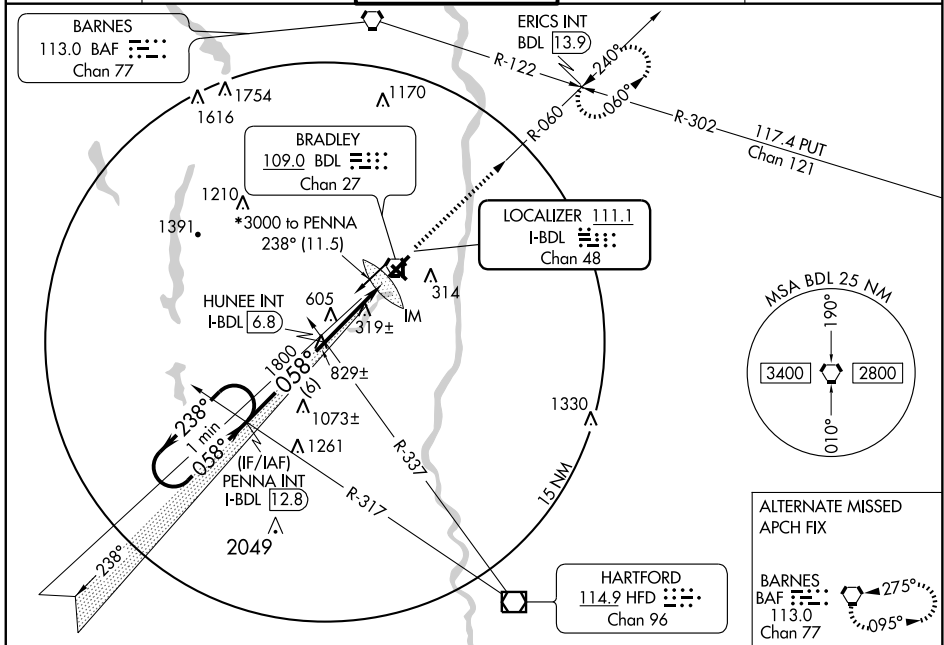 BARNES
113.0 BAF
Chan 77
ERICS INT
BDL 13.9
R-122
240°
060°
R-060
R-302
117.4 PUT
Chan 121
1754
1616
1170
BRADLEY
109.0 BDL
Chan 27
1210
1391
*3000 to PENNA
238° (11.5)
LOCALIZER 111.1
I-BDL
Chan 48
314
IM
HUNEE INT
I-BDL 6.8
605
319±
829±
1800
058°
(6)
1073±
1261
238°
1 min
058°
(IF/IAF)
PENNA INT
I-BDL 12.8
2049
238°
R-337
R-317
1330
15 NM
MSA BDL 25 NM
190°
3400
2800
010°
HARTFORD
114.9 HFD
Chan 96
ALTERNATE MISSED
APCH FIX
BARNES
BAF
113.0
Chan 77
275°
095°